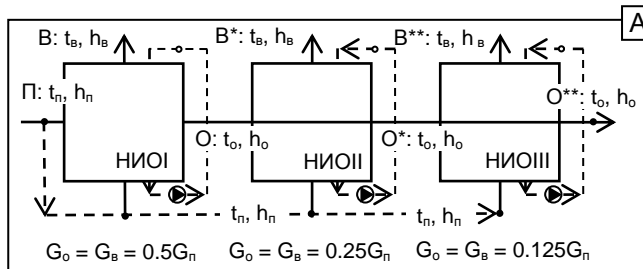 A
B: tв, hв
B*: tв, hв
B**: tв, h в
П: tп, hп
O**: tо, hо
O: tо, hо
O*: tо, hо
НИОI
НИОII
НИОIII
tп, hп
tп, hп
Gо = Gв = 0.5Gп
Gо = Gв = 0.25Gп
Gо = Gв = 0.125Gп